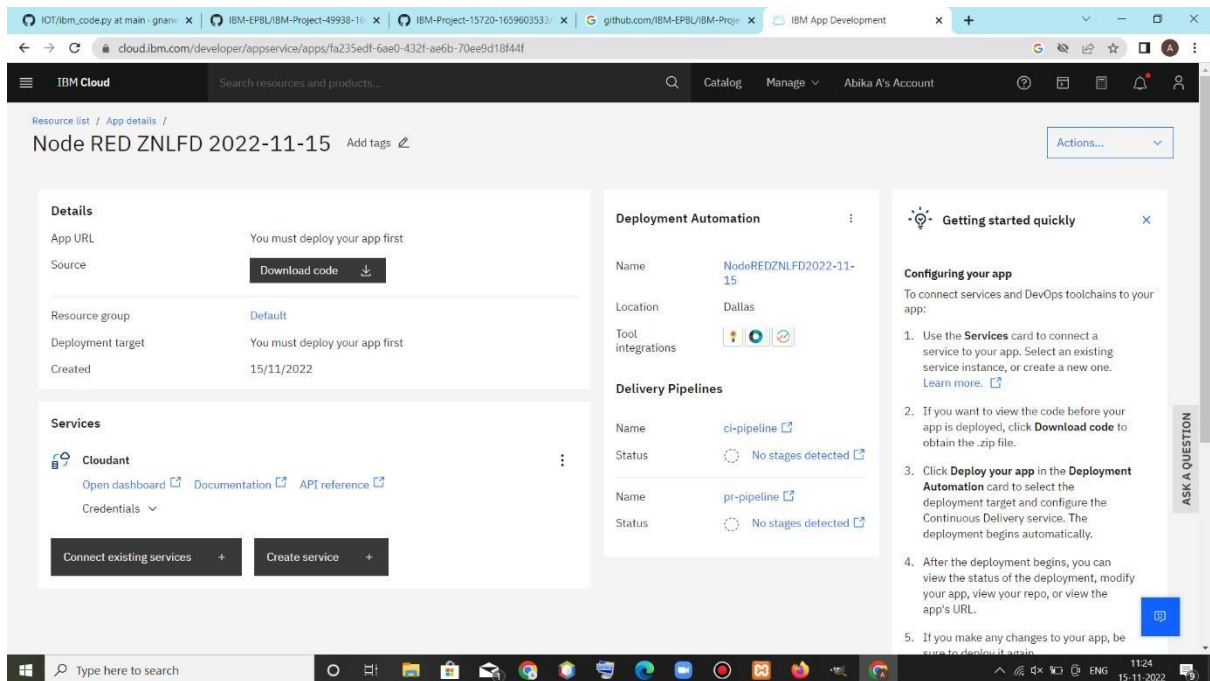 IOT/ibm_code.py at main · gnane
IBM-EPBL/IBM-Project-49938-16
IBM-Project-15720-1659603533/
github.com/IBM-EPBL/IBM-Proje
IBM App Development
cloud.ibm.com/developer/appservice/apps/fa235edf-6ae0-432f-ae6b-70ee9d18f44f
A
IBM Cloud
Search resources and products...
Catalog
Manage
Abika A's Account
Resource list / App details /
Node RED ZNLFD 2022-11-15
Add tags
Actions...
Details
App URL
You must deploy your app first
Source
Download code
Resource group
Default
Deployment target
You must deploy your app first
Created
15/11/2022
Services
Cloudant
Open dashboard
Documentation
API reference
Credentials
Connect existing services +
Create service +
Deployment Automation
Name
NodeREDZNLFD2022-11-
15
Location
Dallas
Tool
integrations
Delivery Pipelines
Name
ci-pipeline
Status
No stages detected
Name
pr-pipeline
Status
No stages detected
Getting started quickly
Configuring your app
To connect services and DevOps toolchains to your
app:
1. Use the Services card to connect a
service to your app. Select an existing
service instance, or create a new one.
Learn more.
2. If you want to view the code before your
app is deployed, click Download code to
obtain the .zip file.
3. Click Deploy your app in the Deployment
Automation card to select the
deployment target and configure the
Continuous Delivery service. The
deployment begins automatically.
4. After the deployment begins, you can
view the status of the deployment, modify
your app, view your repo, or view the
app's URL.
5. If you make any changes to your app, be
sure to deploy it again.
ASK A QUESTION
Type here to search
ENG
11:24
15-11-2022